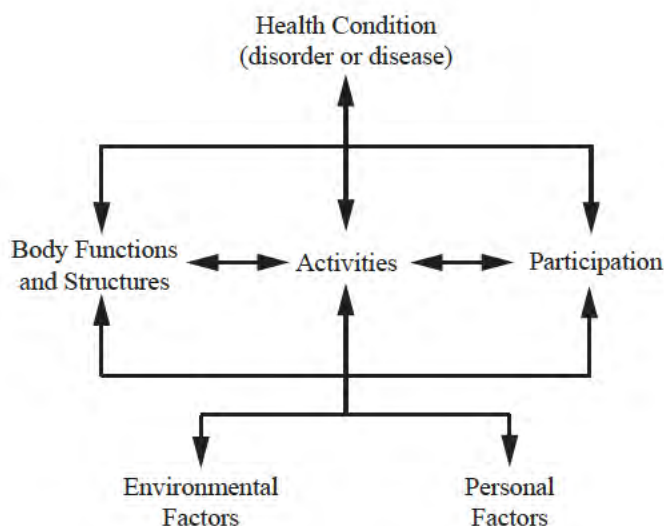 Health Condition
(disorder or disease)
Body Functions
and Structures
Activities
Participation
Environmental
Factors
Personal
Factors